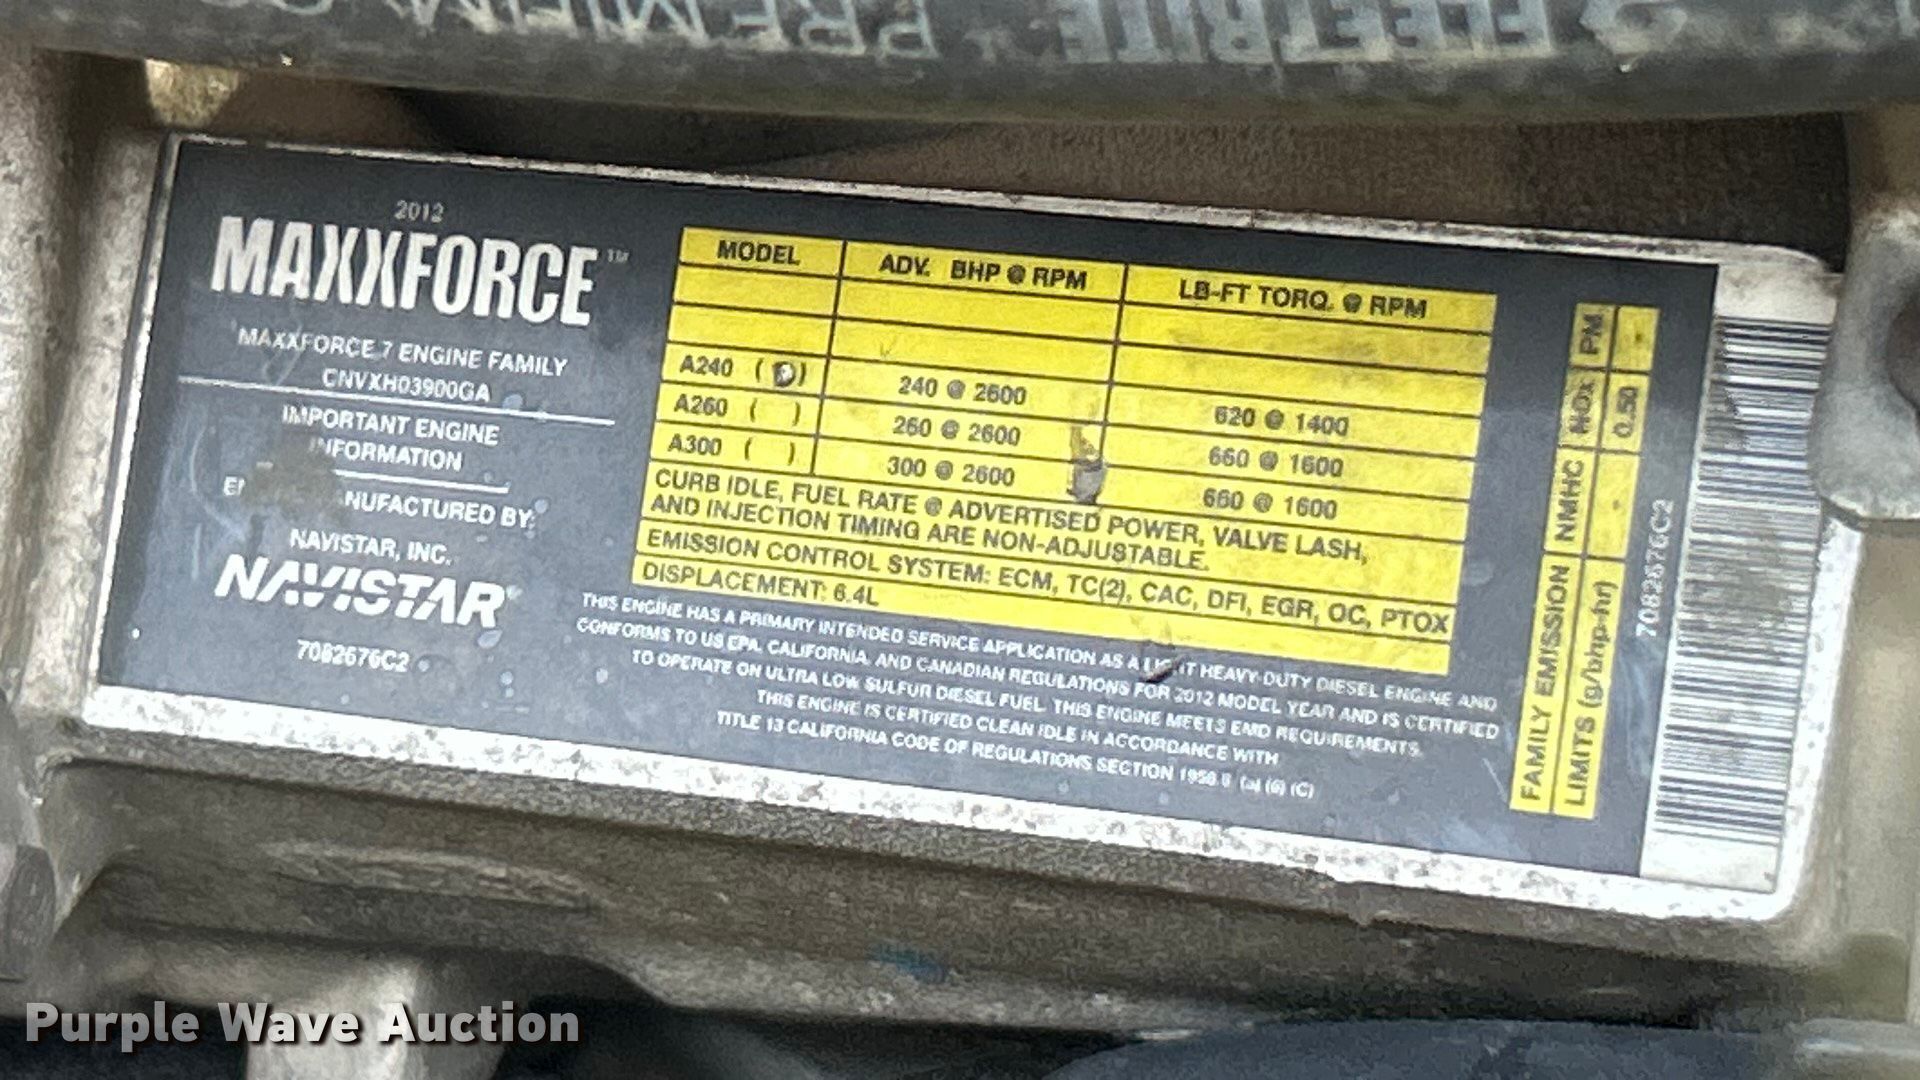 PREMIUM FLEETRITE
2012
MAXXFORCE™
MAXXFORCE 7 ENGINE FAMILY
CNVXH03900GA
IMPORTANT ENGINE
INFORMATION
NUFACTURED BY:
NAVISTAR, INC.
NAVISTAR®
7082676C2
MODEL ADV. BHP @ RPM LB-FT TORQ. @ RPM
A240 ( ) 240 @ 2600 620 @ 1400
A260 ( ) 260 @ 2600 660 @ 1600
A300 ( ) 300 @ 2600 660 @ 1600
CURB IDLE, FUEL RATE @ ADVERTISED POWER, VALVE LASH,
AND INJECTION TIMING ARE NON-ADJUSTABLE.
EMISSION CONTROL SYSTEM: ECM, TC(2), CAC, DFI, EGR, OC, PTOX
DISPLACEMENT: 6.4L
THIS ENGINE HAS A PRIMARY INTENDED SERVICE APPLICATION AS A LIGHT HEAVY-DUTY DIESEL ENGINE AND
CONFORMS TO US EPA, CALIFORNIA, AND CANADIAN REGULATIONS FOR 2012 MODEL YEAR AND IS CERTIFIED
TO OPERATE ON ULTRA LOW SULFUR DIESEL FUEL. THIS ENGINE MEETS EMD REQUIREMENTS.
THIS ENGINE IS CERTIFIED CLEAN IDLE IN ACCORDANCE WITH
TITLE 13 CALIFORNIA CODE OF REGULATIONS SECTION (a) (6) (C)
FAMILY EMISSION NMHC NOX PM
LIMITS (g/bhp-hr) - 0.50 -
7082676C2
Purple Wave Auction